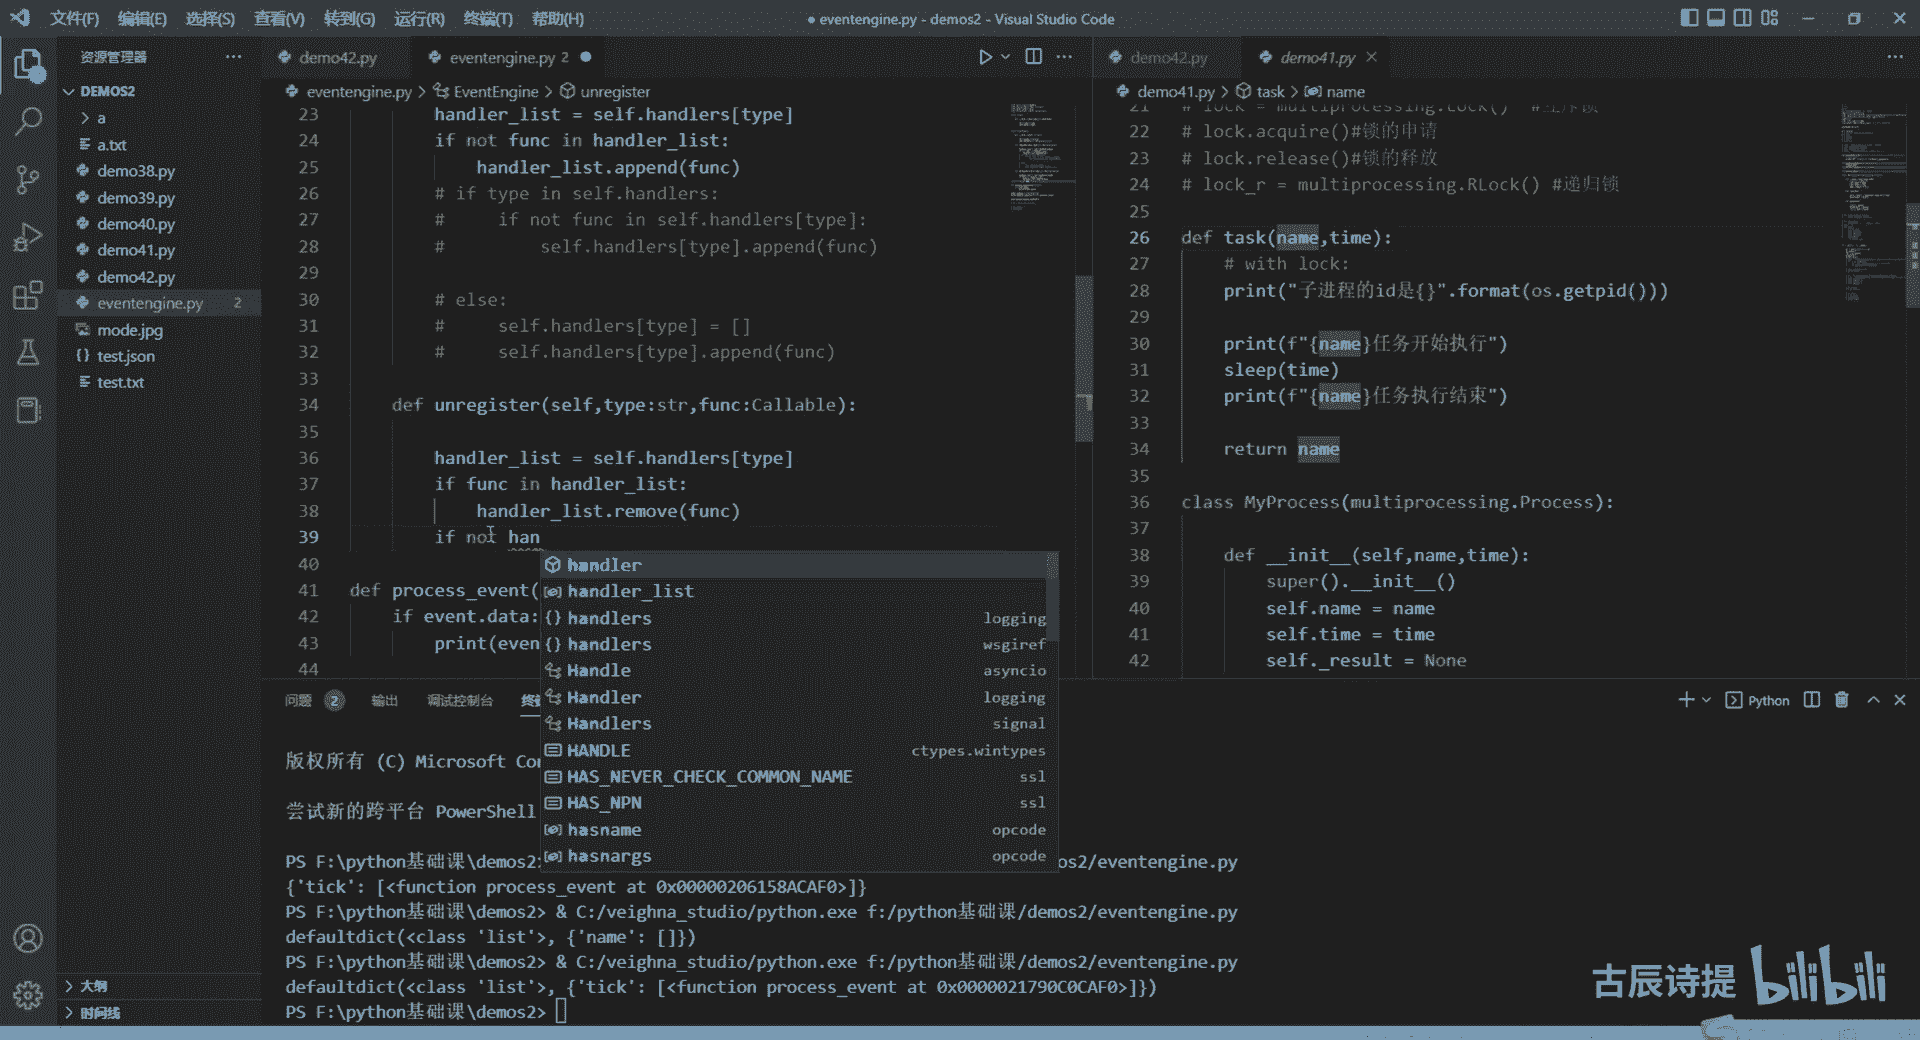 文件(F) 编辑(E) 选择(S) 查看(V) 转到(G) 运行(R) 终端(T) 帮助(H)
● eventengine.py - demos2 - Visual Studio Code
资源管理器
DEMOS2
a
a.txt
demo38.py
demo39.py
demo40.py
demo41.py
demo42.py
eventengine.py 2
mode.jpg
test.json
test.txt
大纲
时间线
demo42.py eventengine.py 2
eventengine.py > EventEngine > unregister
23 handler_list = self.handlers[type]
24 if not func in handler_list:
25 handler_list.append(func)
26 # if type in self.handlers:
27 # if not func in self.handlers[type]:
28 # self.handlers[type].append(func)
29
30 # else:
31 # self.handlers[type] = []
32 # self.handlers[type].append(func)
33
34 def unregister(self,type:str,func:Callable):
35
36 handler_list = self.handlers[type]
37 if func in handler_list:
38 handler_list.remove(func)
39 if not han
40
41 def process_event(
42 if event.data:
43 print(even
44
handler
handler_list
handlers logging
handlers wsgiref
Handle asyncio
Handler logging
Handlers signal
HANDLE ctypes.wintypes
HAS_NEVER_CHECK_COMMON_NAME ssl
HAS_NPN ssl
hasname opcode
hasnargs opcode
demo42.py demo41.py
demo41.py > task > name
21 # lock = multiprocessing.Lock() #互斥锁
22 # lock.acquire()#锁的申请
23 # lock.release()#锁的释放
24 # lock_r = multiprocessing.RLock() #递归锁
25
26 def task(name,time):
27 # with lock:
28 print("子进程的id是{}".format(os.getpid()))
29
30 print(f"{name}任务开始执行")
31 sleep(time)
32 print(f"{name}任务执行结束")
33
34 return name
35
36 class MyProcess(multiprocessing.Process):
37
38 def __init__(self,name,time):
39 super().__init__()
40 self.name = name
41 self.time = time
42 self._result = None
问题 2 输出 调试控制台
Python
版权所有 (C) Microsoft Co
尝试新的跨平台 PowerShell
PS F:\python基础课\demos2> os2/eventengine.py
{'tick': [<function process_event at 0x00000206158ACAF0>]}
PS F:\python基础课\demos2> & C:/veighna_studio/python.exe f:/python基础课/demos2/eventengine.py
defaultdict(<class 'list'>, {'name': []})
PS F:\python基础课\demos2> & C:/veighna_studio/python.exe f:/python基础课/demos2/eventengine.py
defaultdict(<class 'list'>, {'tick': [<function process_event at 0x0000021790C0CAF0>]})
PS F:\python基础课\demos2>
古辰诗提 bilibili